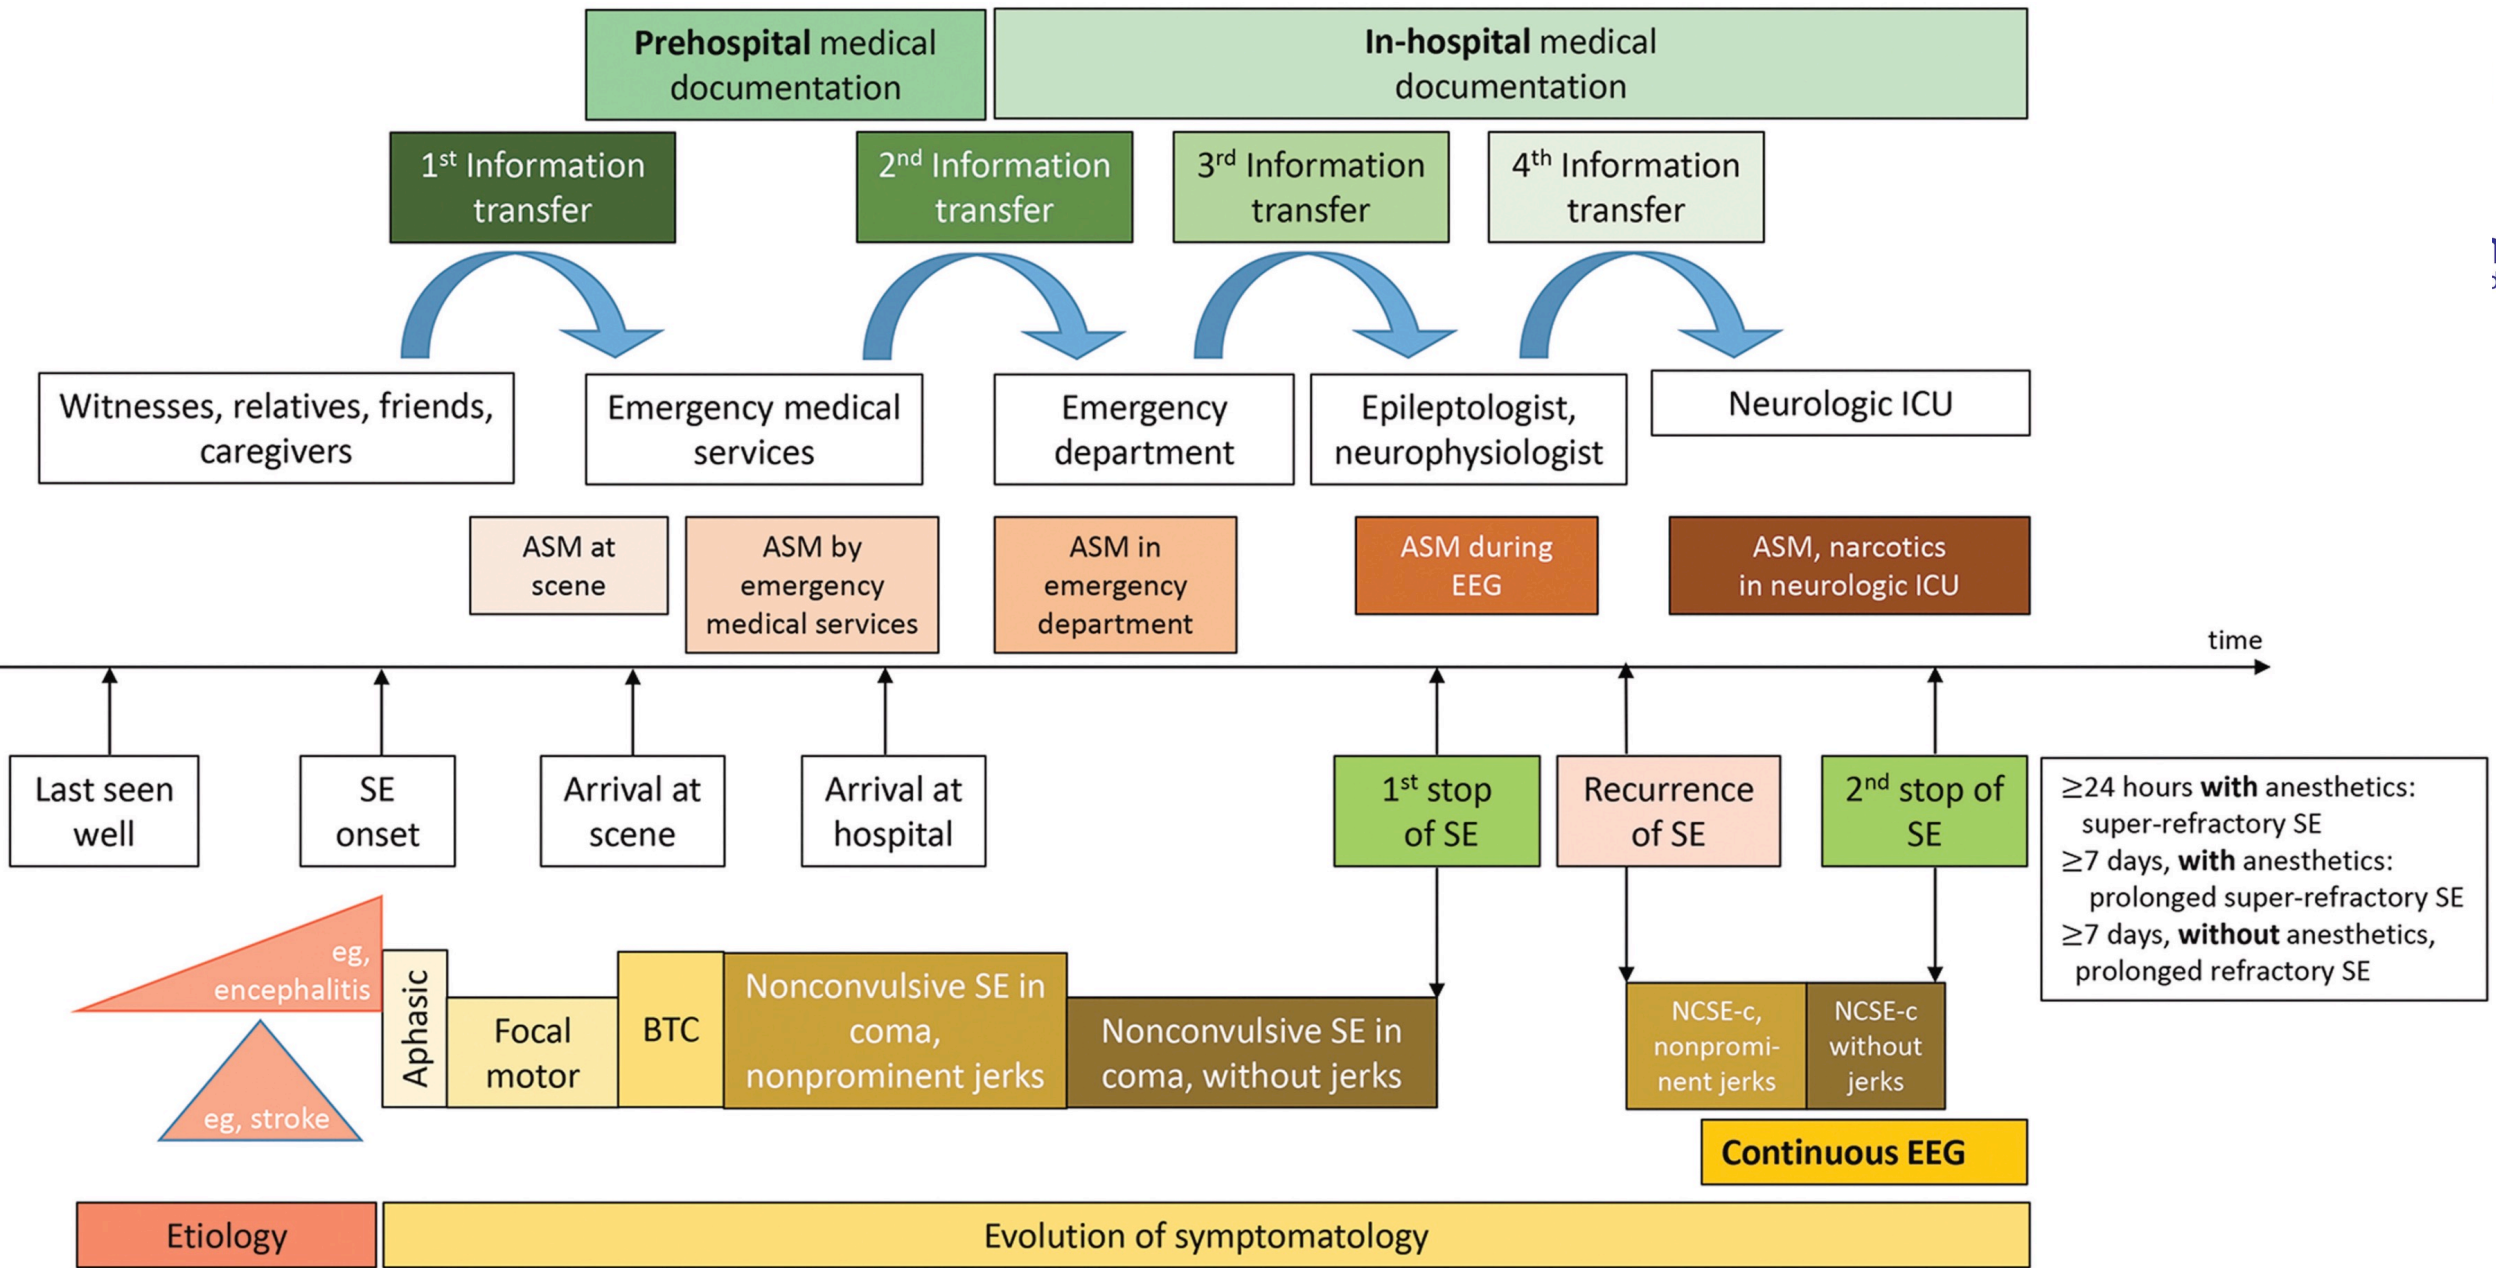 Prehospital medical
documentation
In-hospital medical
documentation
1st Information
transfer
2nd Information
transfer
3rd Information
transfer
4th Information
transfer
Witnesses, relatives, friends,
caregivers
Emergency medical
services
Emergency
department
Epileptologist,
neurophysiologist
Neurologic ICU
ASM at
scene
ASM by
emergency
medical services
ASM in
emergency
department
ASM during
EEG
ASM, narcotics
in neurologic ICU
time
Last seen
well
SE
onset
Arrival at
scene
Arrival at
hospital
1st stop
of SE
Recurrence
of SE
2nd stop of
SE
≥24 hours with anesthetics:
super-refractory SE
≥7 days, with anesthetics:
prolonged super-refractory SE
≥7 days, without anesthetics,
prolonged refractory SE
eg,
encephalitis
eg, stroke
Aphasic
Focal
motor
BTC
Nonconvulsive SE in
coma,
nonprominent jerks
Nonconvulsive SE in
coma, without jerks
NCSE-c,
nonpromi-
nent jerks
NCSE-c
without
jerks
Continuous EEG
Etiology
Evolution of symptomatology